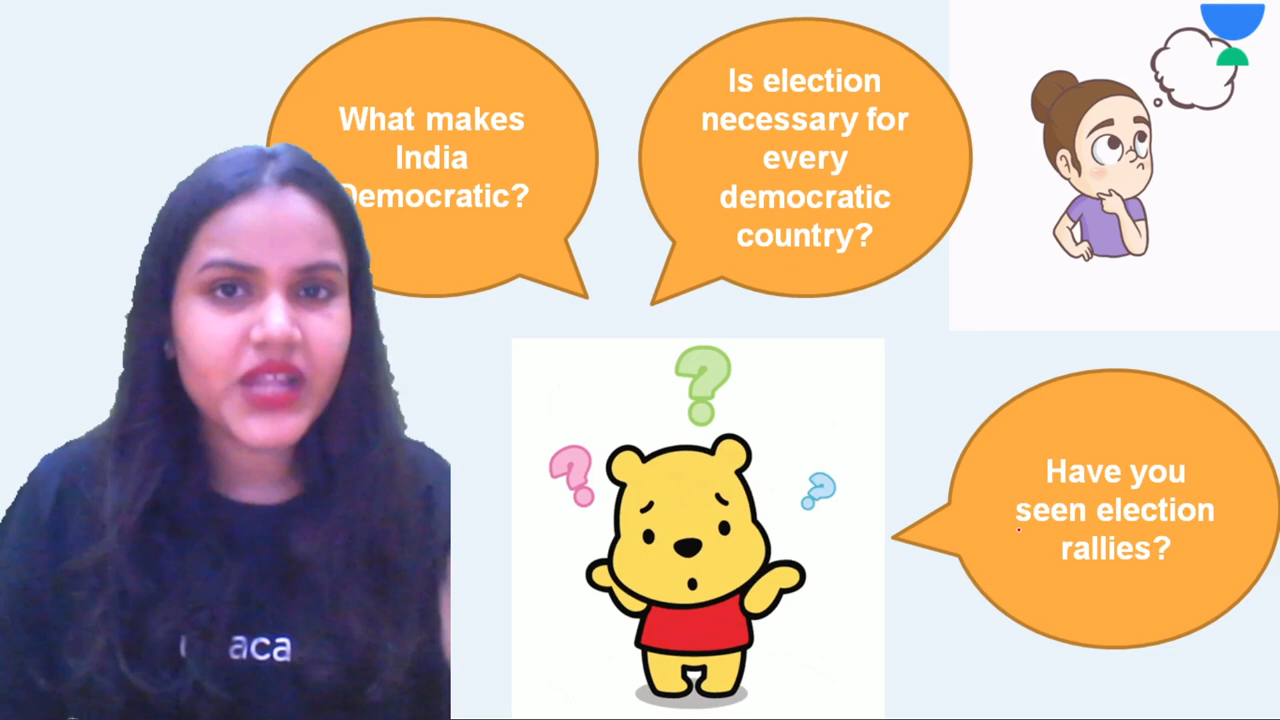 What makes
India
Democratic?
Is election
necessary for
every
democratic
country?
Have you
seen election
rallies?
aca